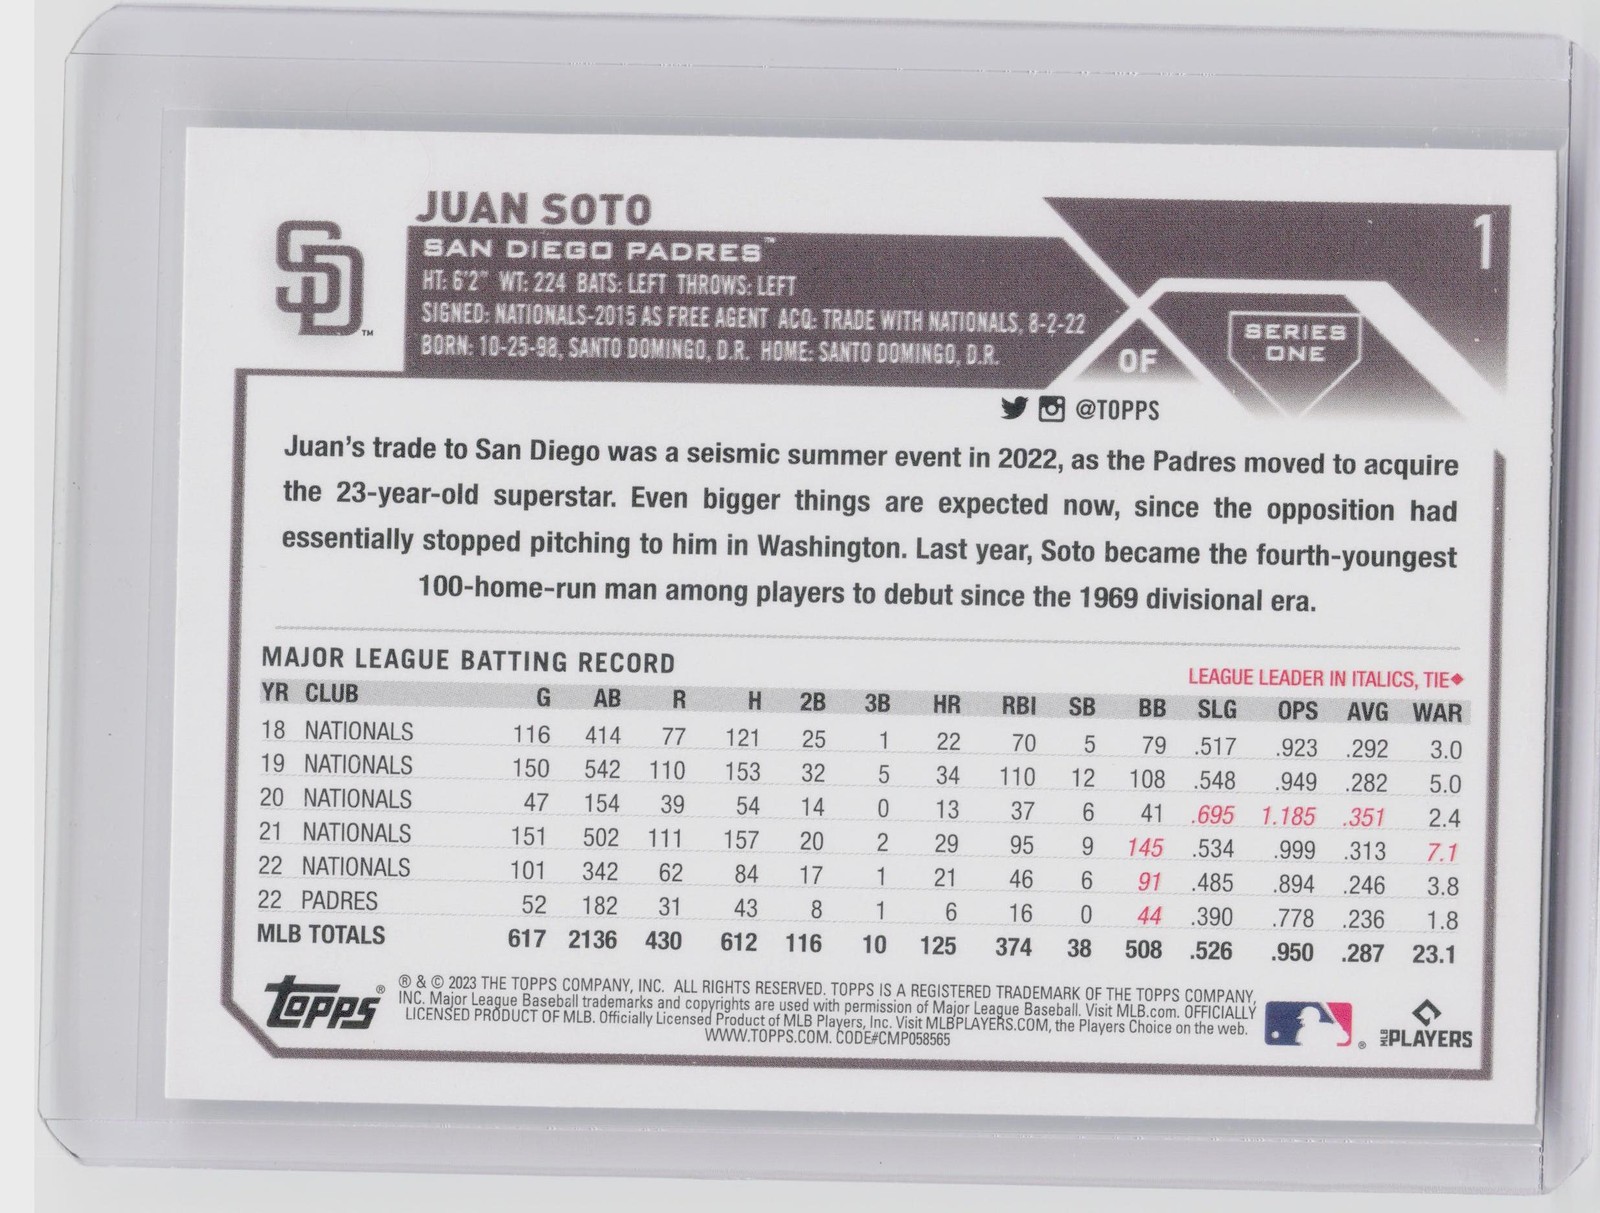 JUAN SOTO
1
SD™
SAN DIEGO PADRES™
HT: 6'2" WT: 224 BATS: LEFT THROWS: LEFT
SIGNED: NATIONALS-2015 AS FREE AGENT ACQ: TRADE WITH NATIONALS, 8-2-22
BORN: 10-25-98, SANTO DOMINGO, D.R. HOME: SANTO DOMINGO, D.R.
OF
SERIES
ONE
@TOPPS
Juan's trade to San Diego was a seismic summer event in 2022, as the Padres moved to acquire
the 23-year-old superstar. Even bigger things are expected now, since the opposition had
essentially stopped pitching to him in Washington. Last year, Soto became the fourth-youngest
100-home-run man among players to debut since the 1969 divisional era.
MAJOR LEAGUE BATTING RECORD
LEAGUE LEADER IN ITALICS, TIE◆
YR CLUB G AB R H 2B 3B HR RBI SB BB SLG OPS AVG WAR
18 NATIONALS 116 414 77 121 25 1 22 70 5 79 .517 .923 .292 3.0
19 NATIONALS 150 542 110 153 32 5 34 110 12 108 .548 .949 .282 5.0
20 NATIONALS 47 154 39 54 14 0 13 37 6 41 .695 1.185 .351 2.4
21 NATIONALS 151 502 111 157 20 2 29 95 9 145 .534 .999 .313 7.1
22 NATIONALS 101 342 62 84 17 1 21 46 6 91 .485 .894 .246 3.8
22 PADRES 52 182 31 43 8 1 6 16 0 44 .390 .778 .236 1.8
MLB TOTALS 617 2136 430 612 116 10 125 374 38 508 .526 .950 .287 23.1
Topps®
® & © 2023 THE TOPPS COMPANY, INC. ALL RIGHTS RESERVED. TOPPS IS A REGISTERED TRADEMARK OF THE TOPPS COMPANY,
INC. Major League Baseball trademarks and copyrights are used with permission of Major League Baseball. Visit MLB.com. OFFICIALLY
LICENSED PRODUCT OF MLB. Officially Licensed Product of MLB Players, Inc. Visit MLBPLAYERS.COM, the Players Choice on the web.
WWW.TOPPS.COM. CODE#CMP058565
®
MLB PLAYERS